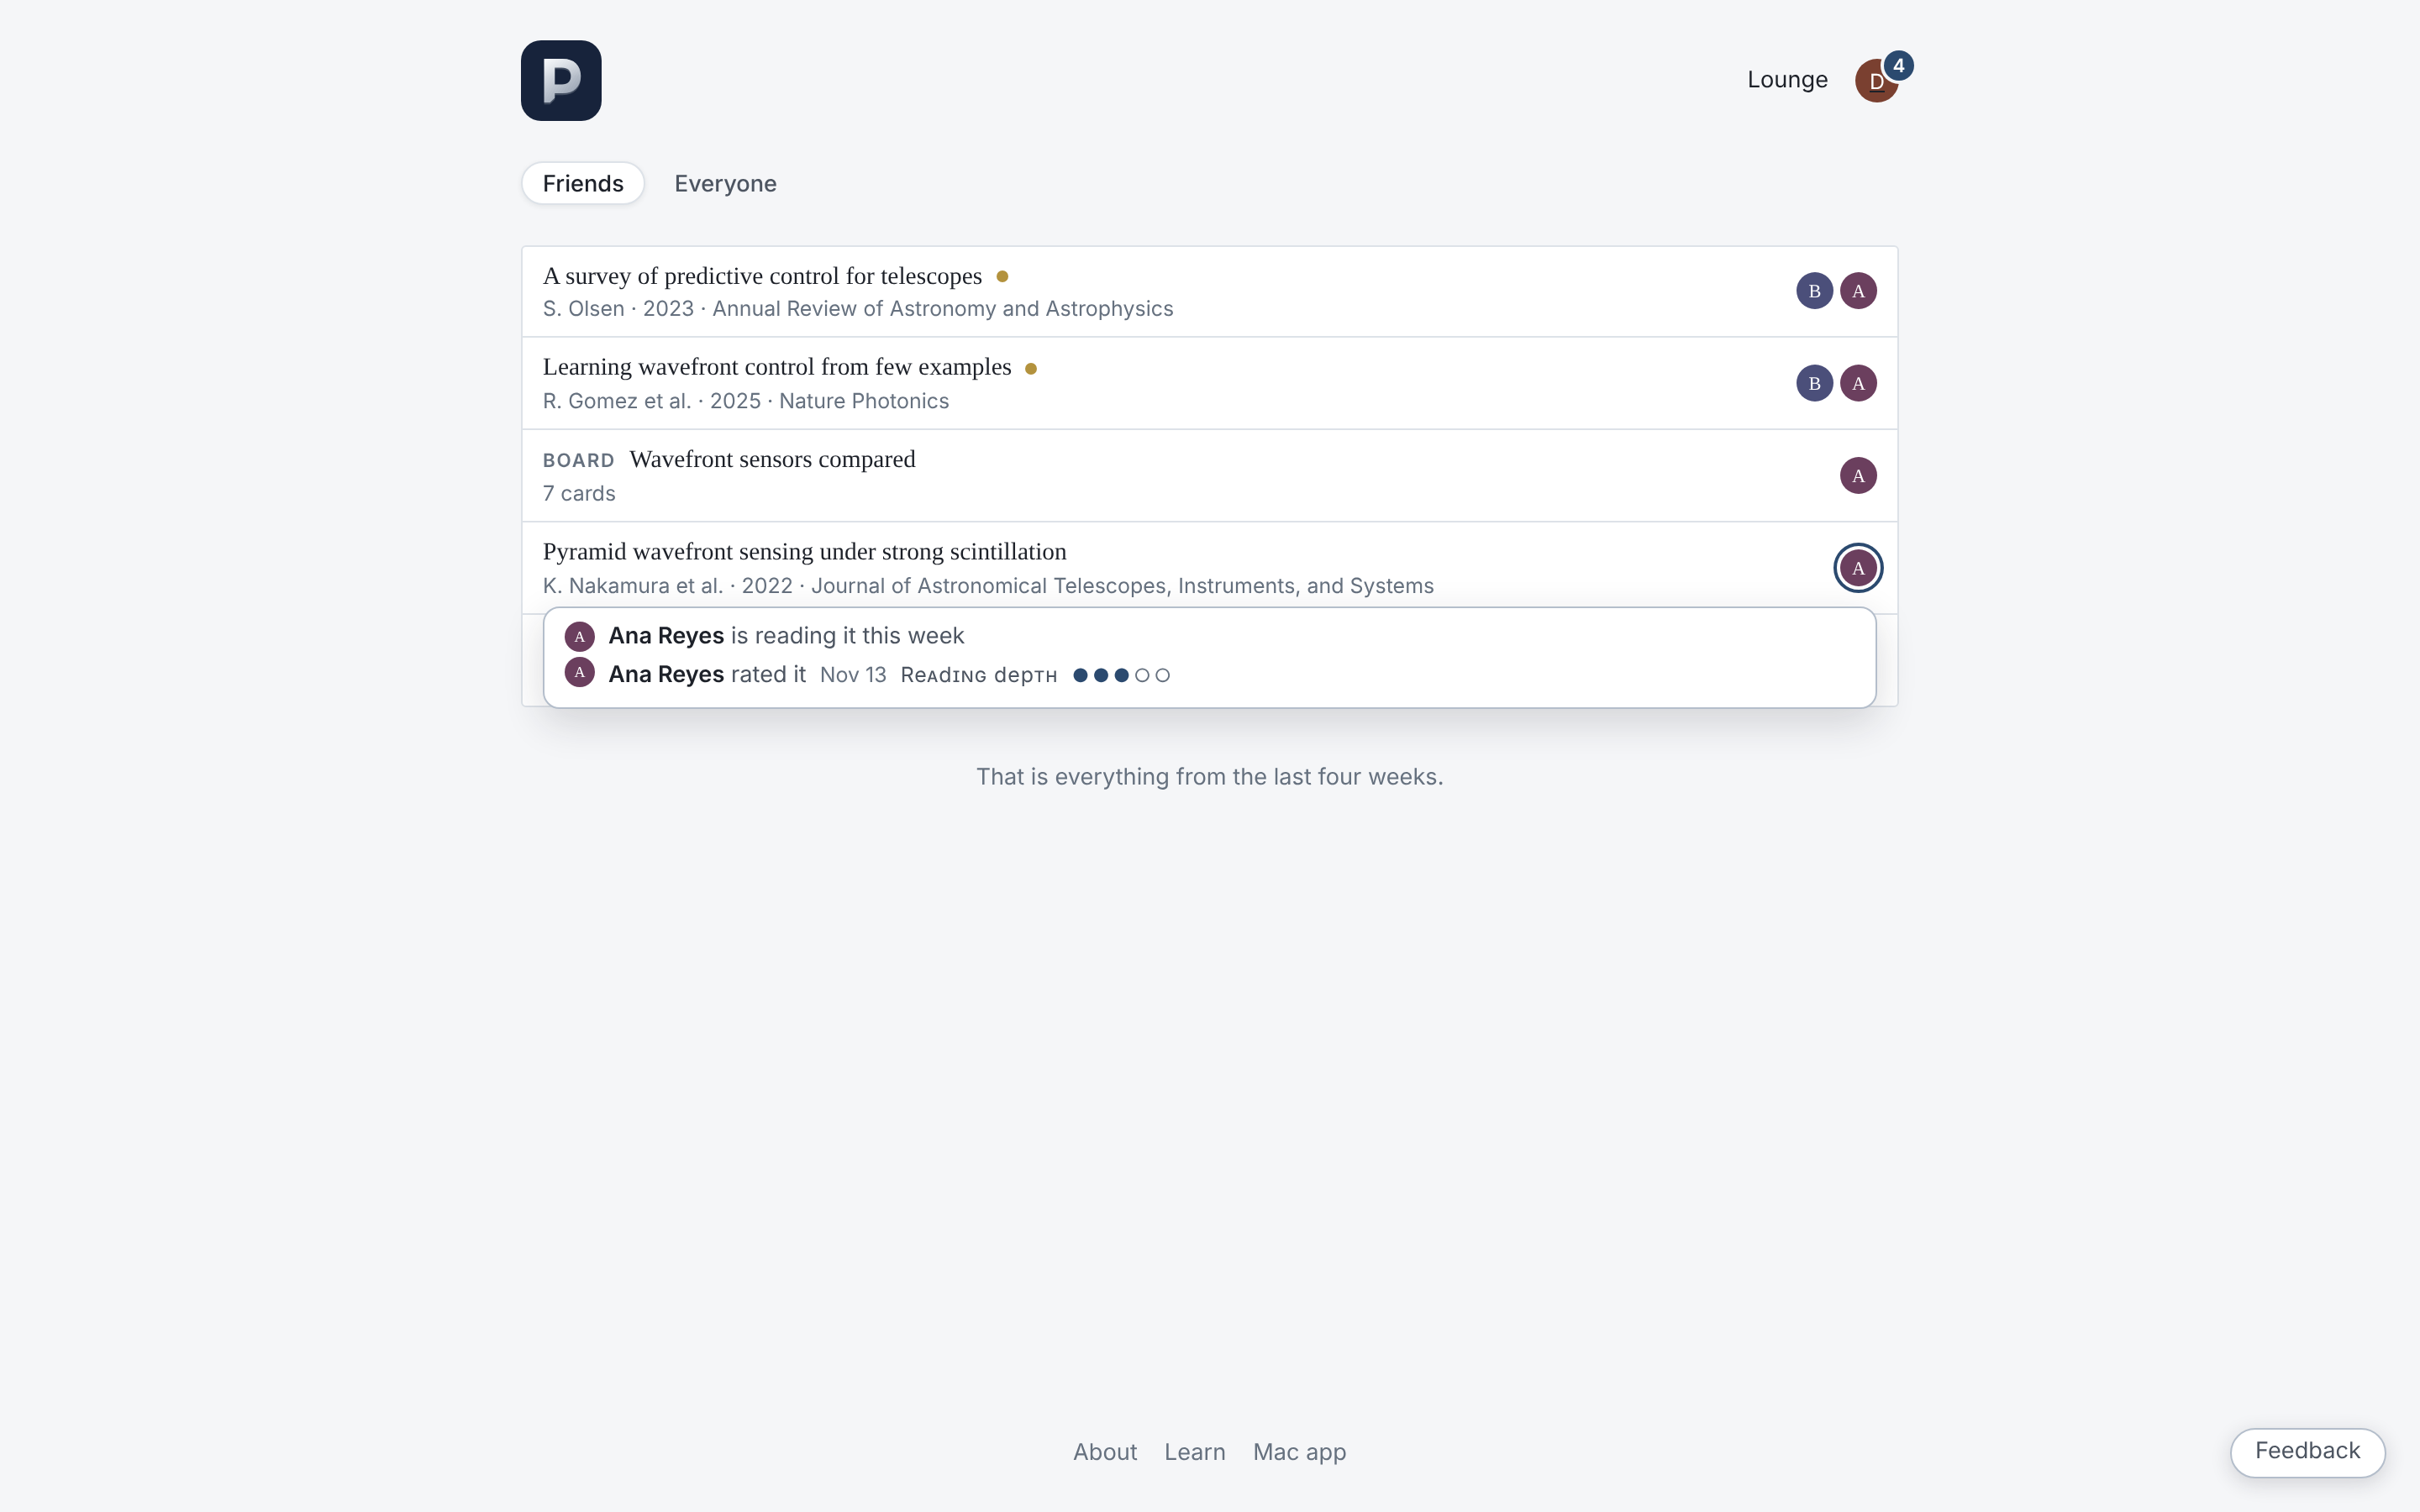 P
Lounge D 4
Friends Everyone
A survey of predictive control for telescopes
S. Olsen · 2023 · Annual Review of Astronomy and Astrophysics
B A
Learning wavefront control from few examples
R. Gomez et al. · 2025 · Nature Photonics
B A
BOARD Wavefront sensors compared
7 cards
A
Pyramid wavefront sensing under strong scintillation
K. Nakamura et al. · 2022 · Journal of Astronomical Telescopes, Instruments, and Systems
A
A Ana Reyes is reading it this week
A Ana Reyes rated it Nov 13 Reading depth
That is everything from the last four weeks.
About Learn Mac app
Feedback